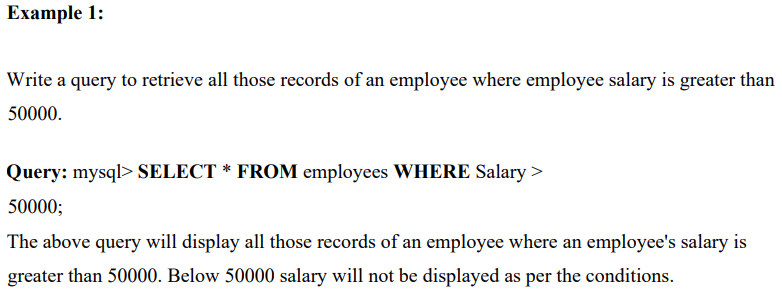 Example 1:
Write a query to retrieve all those records of an employee where employee salary is greater than
50000.
Query: mysql> SELECT * FROM employees WHERE Salary >
50000;
The above query will display all those records of an employee where an employee's salary is
greater than 50000. Below 50000 salary will not be displayed as per the conditions.